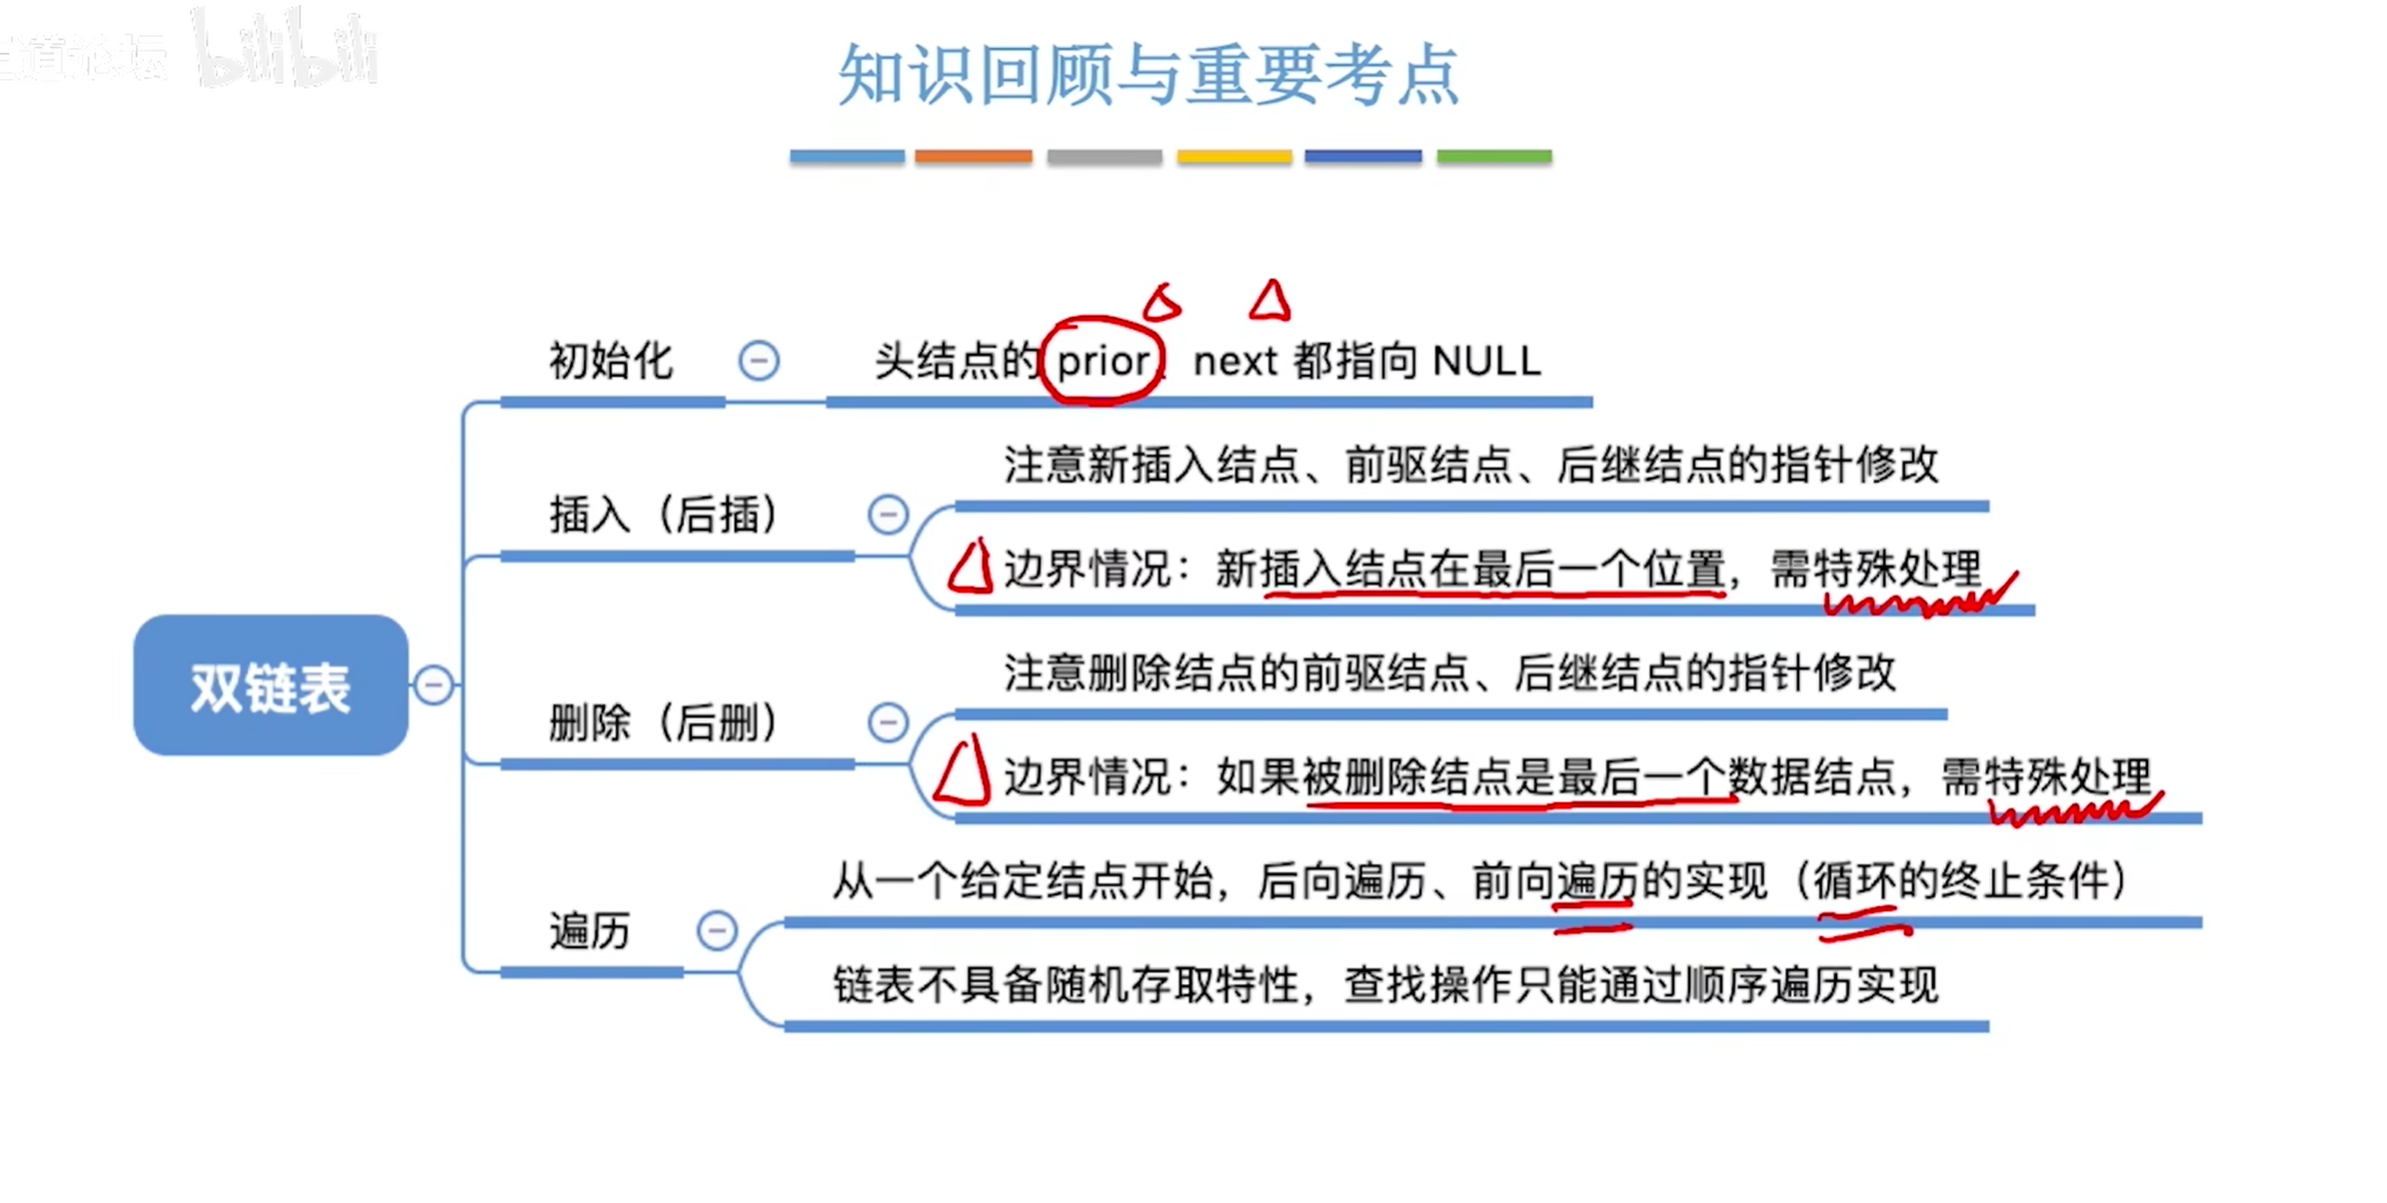 道论坛 bilibili
知识回顾与重要考点
初始化
头结点的 prior、next 都指向 NULL
插入（后插）
注意新插入结点、前驱结点、后继结点的指针修改
边界情况：新插入结点在最后一个位置，需特殊处理
双链表
删除（后删）
注意删除结点的前驱结点、后继结点的指针修改
边界情况：如果被删除结点是最后一个数据结点，需特殊处理
遍历
从一个给定结点开始，后向遍历、前向遍历的实现（循环的终止条件）
链表不具备随机存取特性，查找操作只能通过顺序遍历实现